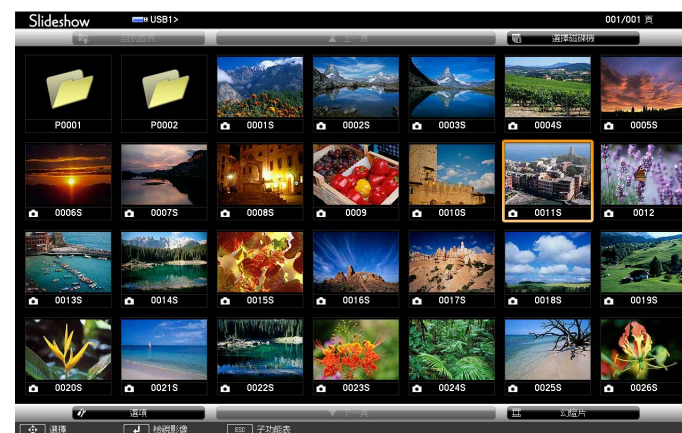 Slideshow USB1> 001/001 頁
回到頂端 ▲ 上一頁 選擇磁碟機
P0001 P0002 0001S 0002S 0003S 0004S 0005S
0006S 0007S 0008S 0009 0010S 0011S 0012
0013S 0014S 0015S 0016S 0017S 0018S 0019S
0020S 0021S 0022S 0023S 0024S 0025S 0026S
選項 ▼ 下一頁 幻燈片
選擇 檢視影像 ESC 子功能表